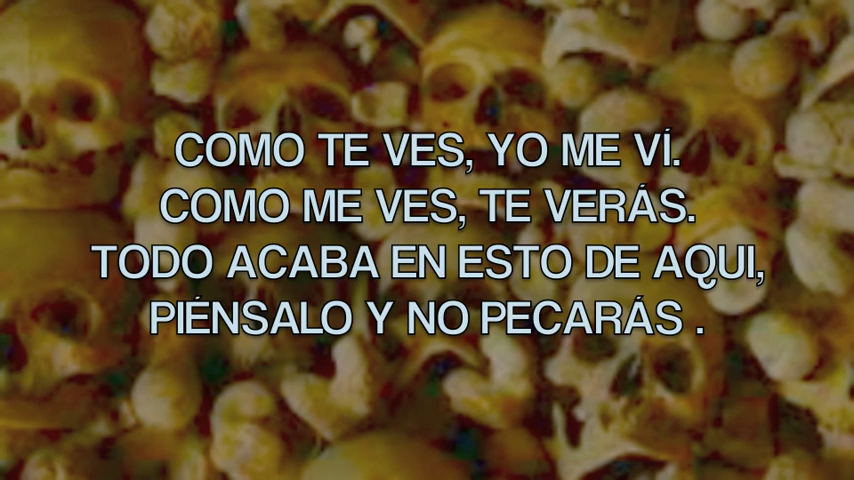 COMO TE VES, YO ME VÍ.
COMO ME VES, TE VERÁS.
TODO ACABA EN ESTO DE AQUI,
PIÉNSALO Y NO PECARÁS .